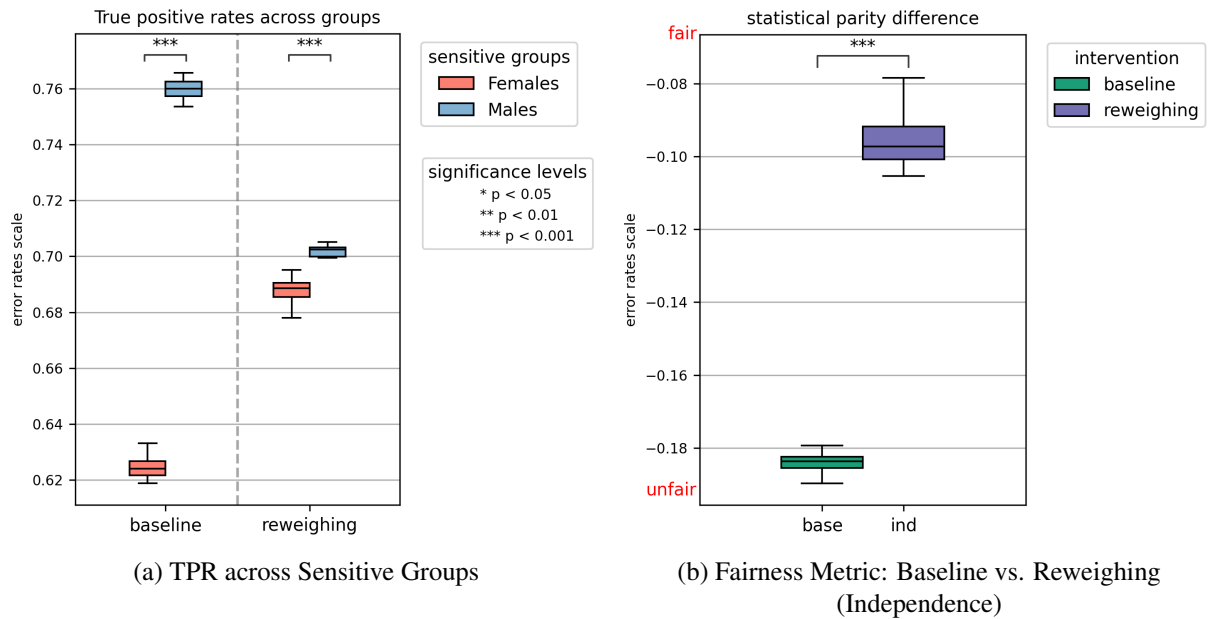 True positive rates across groups
***
***
error rates scale
0.76
0.74
0.72
0.70
0.68
0.66
0.64
0.62
baseline
reweighing
sensitive groups
Females
Males
significance levels
* p < 0.05
** p < 0.01
*** p < 0.001
(a) TPR across Sensitive Groups
statistical parity difference
fair
***
error rates scale
−0.08
−0.10
−0.12
−0.14
−0.16
−0.18
unfair
base
ind
intervention
baseline
reweighing
(b) Fairness Metric: Baseline vs. Reweighing
(Independence)